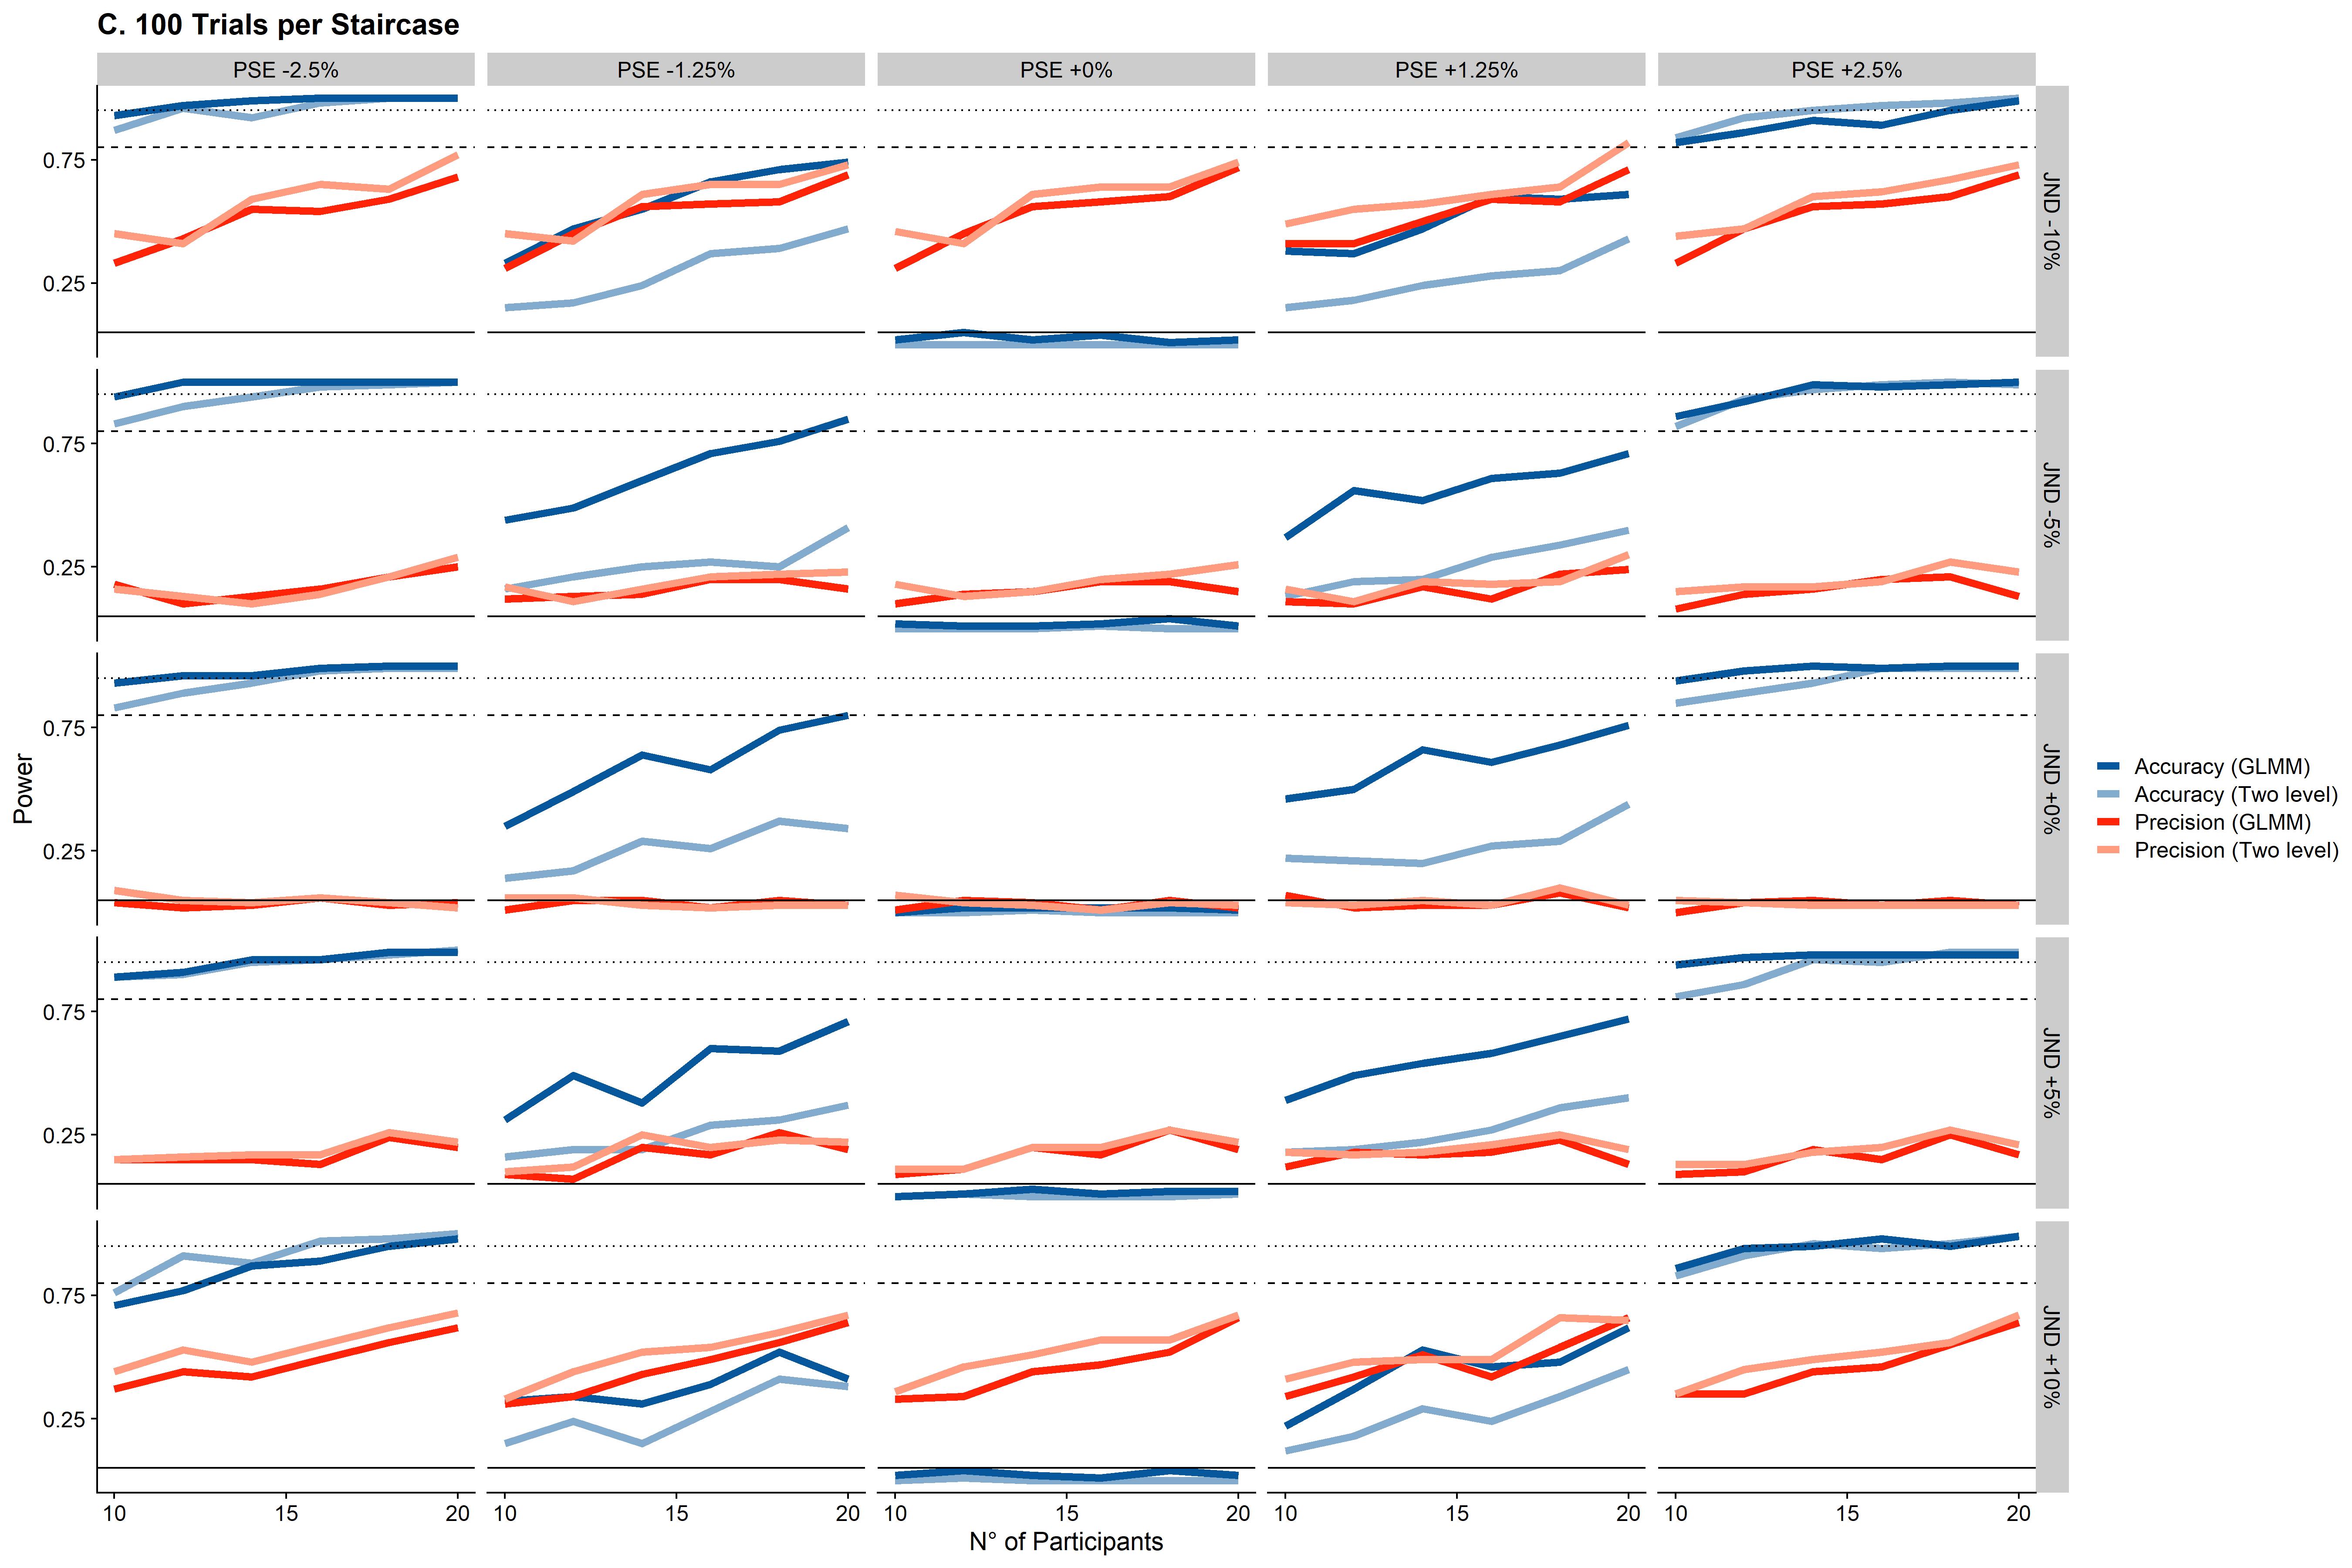 C. 100 Trials per Staircase
PSE -2.5%
PSE -1.25%
PSE +0%
PSE +1.25%
PSE +2.5%
0.75
0.25
JND -10%
0.75
0.25
JND -5%
Power
0.75
0.25
JND +0%
0.75
0.25
JND +5%
0.75
0.25
JND +10%
10
15
20
10
15
20
10
15
20
10
15
20
10
15
20
N° of Participants
Accuracy (GLMM)
Accuracy (Two level)
Precision (GLMM)
Precision (Two level)